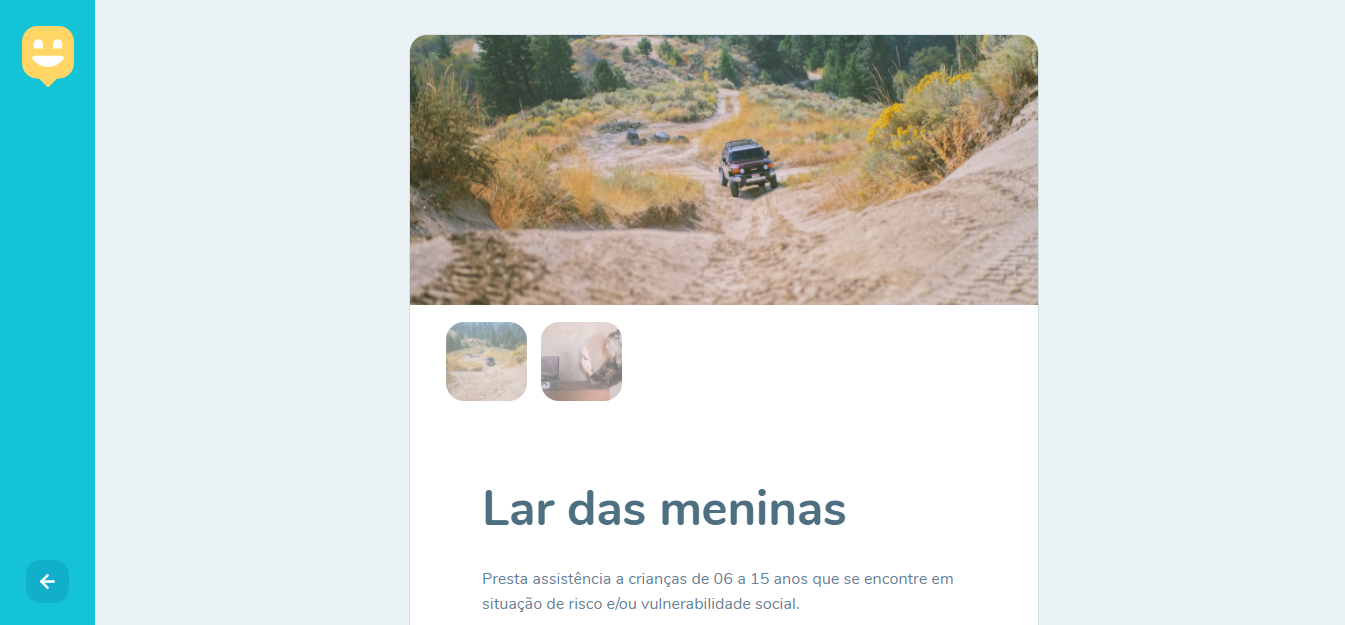 Lar das meninas
Presta assistência a crianças de 06 a 15 anos que se encontre em
situação de risco e/ou vulnerabilidade social.